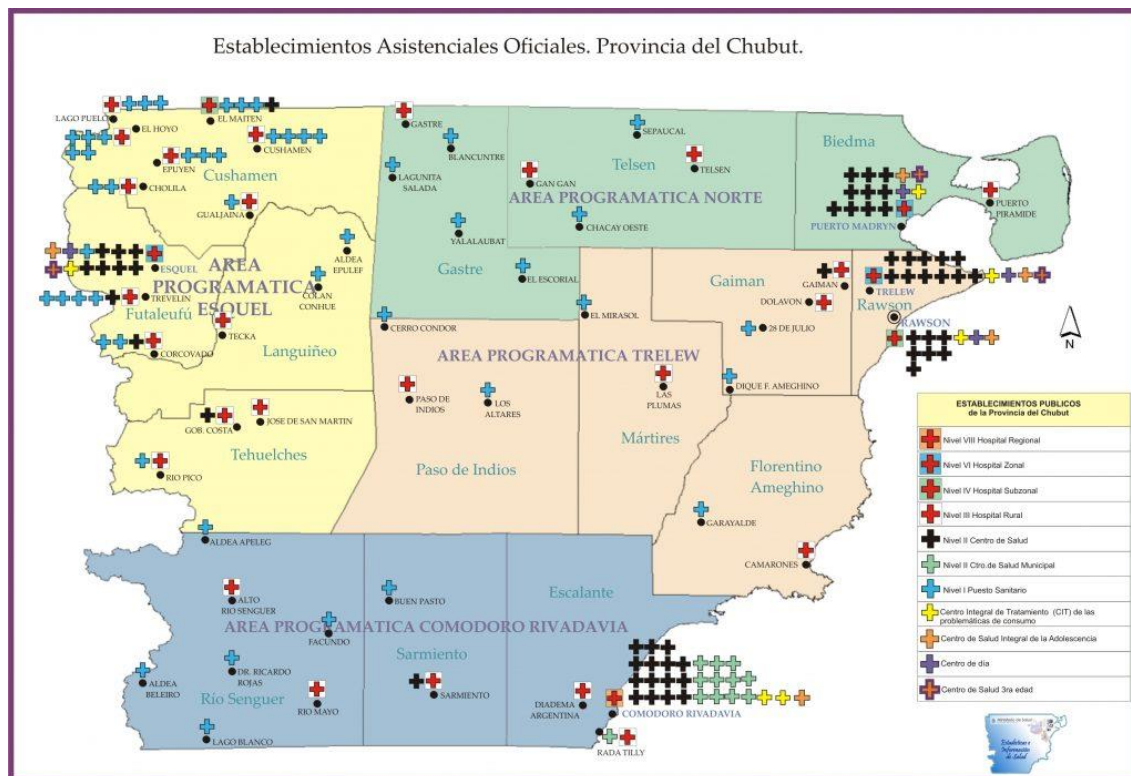 Establecimientos Asistenciales Oficiales. Provincia del Chubut.
LAGO PUELO
EL HOYO
EL MAITEN
CUSHAMEN
EPUYEN
Cushamen
CHOLILA
GUALJAINA
GASTRE
BLANCUNTRE
LAGUNITA
SALADA
YALALAUBAT
Gastre
EL ESCORIAL
SEPAUCAL
Telsen
TELSEN
GAN GAN
AREA PROGRAMATICA NORTE
CHACAY OESTE
Biedma
PUERTO MADRYN
PUERTO
PIRAMIDE
ESQUEL
AREA
PROGRAMATICA
ESQUEL
ALDEA
EPULEF
COLAN
CONHUE
TREVELIN
Futaleufú
TECKA
Languiñeo
CORCOVADO
CERRO CONDOR
EL MIRASOL
AREA PROGRAMATICA TRELEW
Gaiman
GAIMAN
DOLAVON
28 DE JULIO
TRELEW
Rawson
RAWSON
N
DIQUE F. AMEGHINO
PASO DE
INDIOS
LOS
ALTARES
LAS
PLUMAS
Mártires
Paso de Indios
Florentino
Ameghino
GARAYALDE
CAMARONES
GOB. COSTA
JOSE DE SAN MARTIN
Tehuelches
RIO PICO
ALDEA APELEG
ALTO
RIO SENGUER
BUEN PASTO
Escalante
AREA PROGRAMATICA COMODORO RIVADAVIA
FACUNDO
Sarmiento
DR. RICARDO
ROJAS
ALDEA
BELEIRO
Río Senguer
RIO MAYO
SARMIENTO
LAGO BLANCO
DIADEMA
ARGENTINA
COMODORO RIVADAVIA
RADA TILLY
ESTABLECIMIENTOS PUBLICOS
de la Provincia del Chubut
Nivel VIII Hospital Regional
Nivel VI Hospital Zonal
Nivel IV Hospital Subzonal
Nivel III Hospital Rural
Nivel II Centro de Salud
Nivel II Ctro.de Salud Municipal
Nivel I Puesto Sanitario
Centro Integral de Tratamiento (CIT) de las
problemáticas de consumo
Centro de Salud Integral de la Adolescencia
Centro de día
Centro de Salud 3ra edad
Estadística e
Información
de Salud